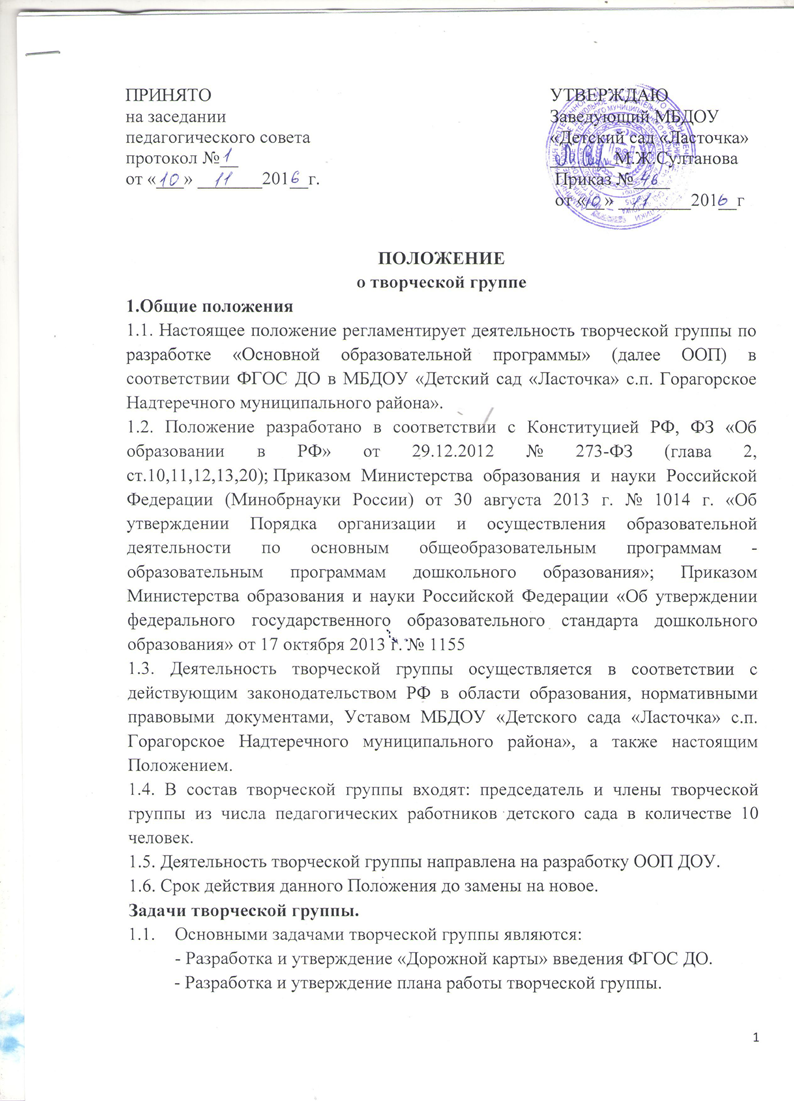 ПРИНЯТО
на заседании
педагогического совета
протокол №1
от «10» 11 2016 г.
УТВЕРЖДАЮ
Заведующий МБДОУ
«Детский сад «Ласточка»
М.Ж.Султанова
Приказ № 46
от «10» 11 2016 г
ПОЛОЖЕНИЕ
о творческой группе
1.Общие положения
1.1. Настоящее положение регламентирует деятельность творческой группы по
разработке «Основной образовательной программы» (далее ООП) в
соответствии ФГОС ДО в МБДОУ «Детский сад «Ласточка» с.п. Горагорское
Надтеречного муниципального района».
1.2. Положение разработано в соответствии с Конституцией РФ, ФЗ «Об
образовании в РФ» от 29.12.2012 № 273-ФЗ (глава 2,
ст.10,11,12,13,20); Приказом Министерства образования и науки Российской
Федерации (Минобрнауки России) от 30 августа 2013 г. № 1014 г. «Об
утверждении Порядка организации и осуществления образовательной
деятельности по основным общеобразовательным программам -
образовательным программам дошкольного образования»; Приказом
Министерства образования и науки Российской Федерации «Об утверждении
федерального государственного образовательного стандарта дошкольного
образования» от 17 октября 2013 г. № 1155
1.3. Деятельность творческой группы осуществляется в соответствии с
действующим законодательством РФ в области образования, нормативными
правовыми документами, Уставом МБДОУ «Детского сада «Ласточка» с.п.
Горагорское Надтеречного муниципального района», а также настоящим
Положением.
1.4. В состав творческой группы входят: председатель и члены творческой
группы из числа педагогических работников детского сада в количестве 10
человек.
1.5. Деятельность творческой группы направлена на разработку ООП ДОУ.
1.6. Срок действия данного Положения до замены на новое.
Задачи творческой группы.
1.1. Основными задачами творческой группы являются:
- Разработка и утверждение «Дорожной карты» введения ФГОС ДО.
- Разработка и утверждение плана работы творческой группы.
1